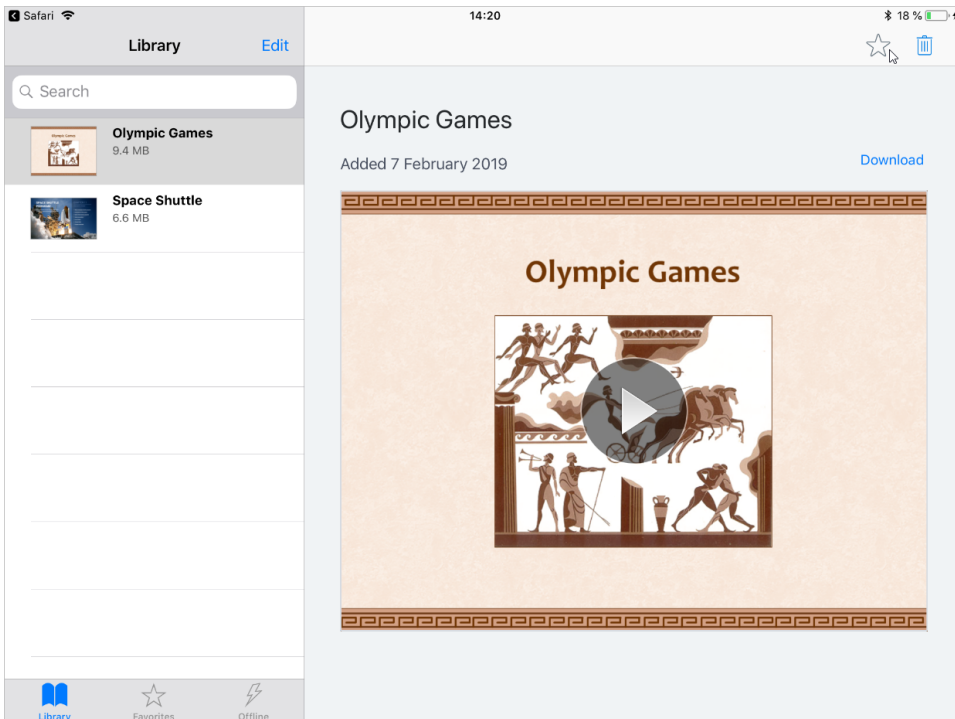 Safari 14:20 18 %
Library Edit
Search
Olympic Games
9.4 MB
Space Shuttle
6.6 MB
Library Favorites Offline
Olympic Games
Added 7 February 2019 Download
Olympic Games